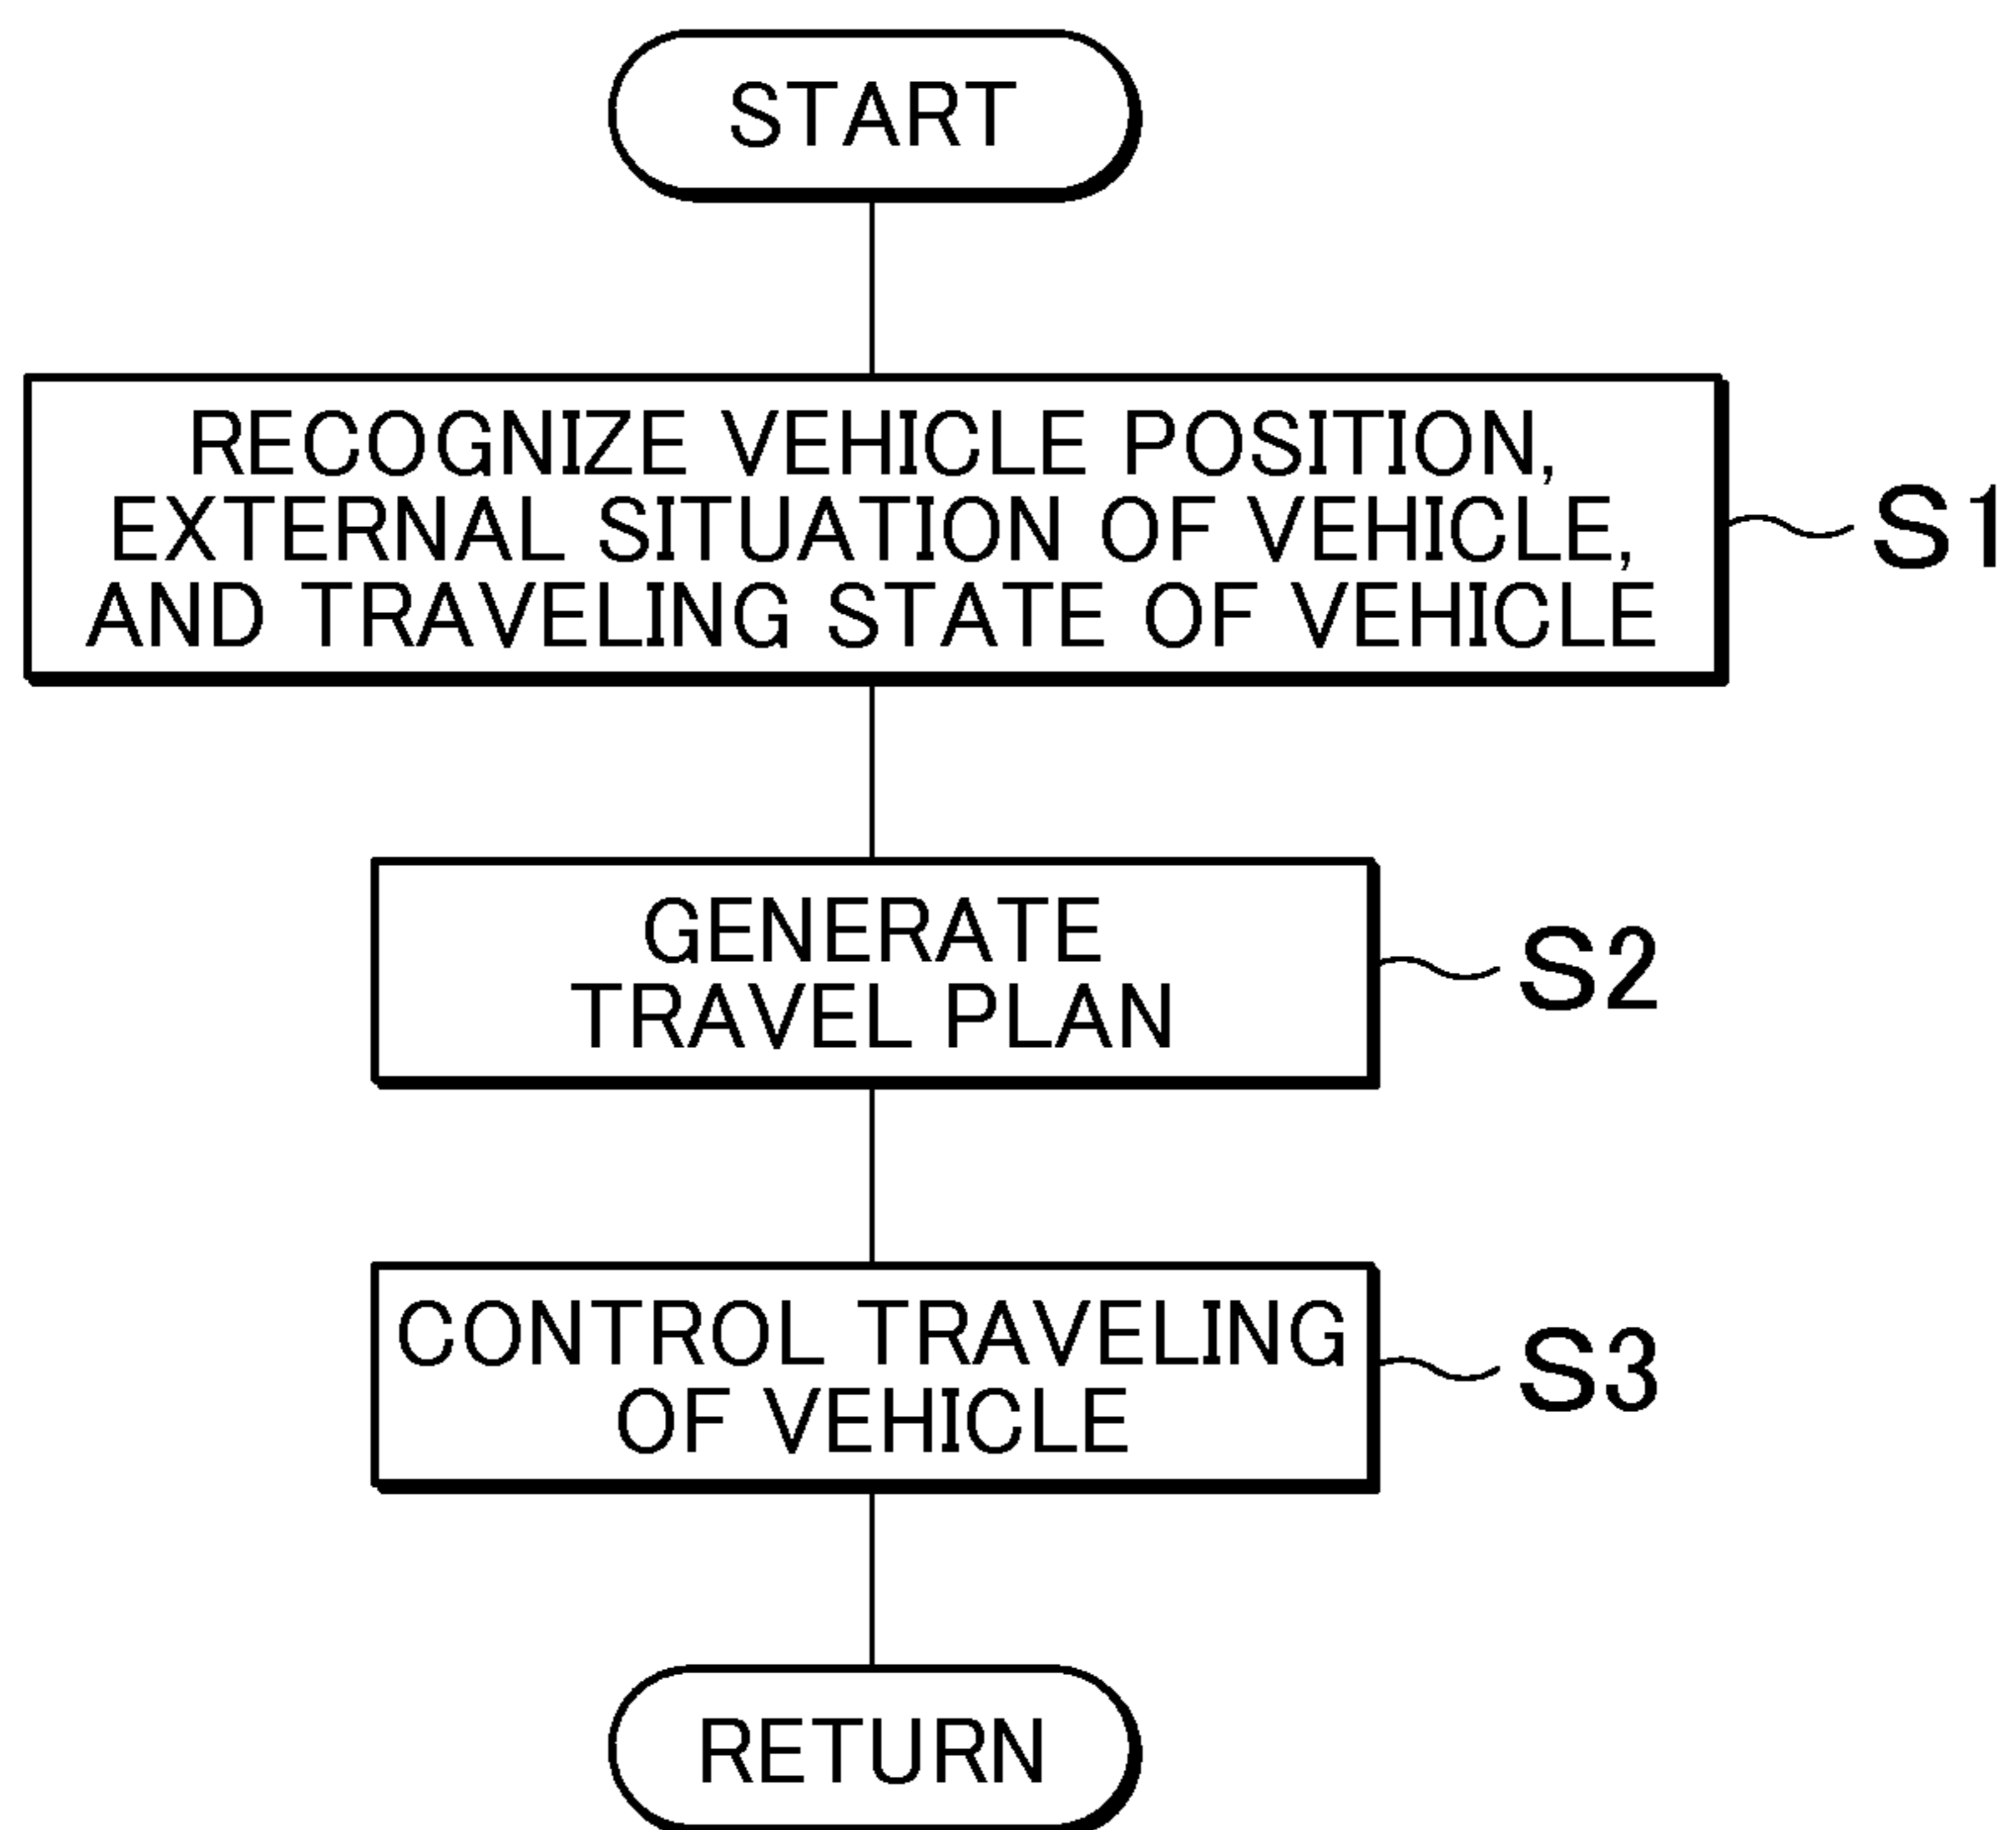 START
RECOGNIZE VEHICLE POSITION,
EXTERNAL SITUATION OF VEHICLE,
AND TRAVELING STATE OF VEHICLE
S1
GENERATE
TRAVEL PLAN
S2
CONTROL TRAVELING
OF VEHICLE
S3
RETURN